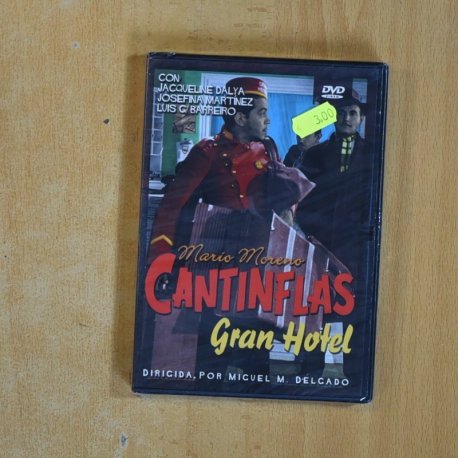 CON
JACQUELINE DALYA
JOSEFINA MARTINEZ
LUIS G. BARREIRO
DVD
3,00
Mario Moreno
CANTINFLAS
Gran Hotel
DIRIGIDA POR MIGUEL M. DELGADO